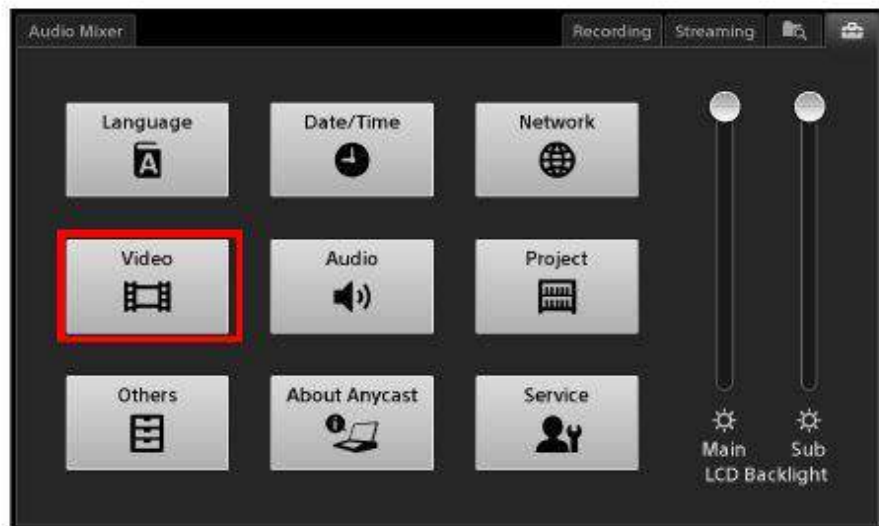 Audio Mixer
Recording
Streaming
Language
Date/Time
Network
A
Video
Audio
Project
Others
About Anycast
Service
Main
Sub
LCD Backlight